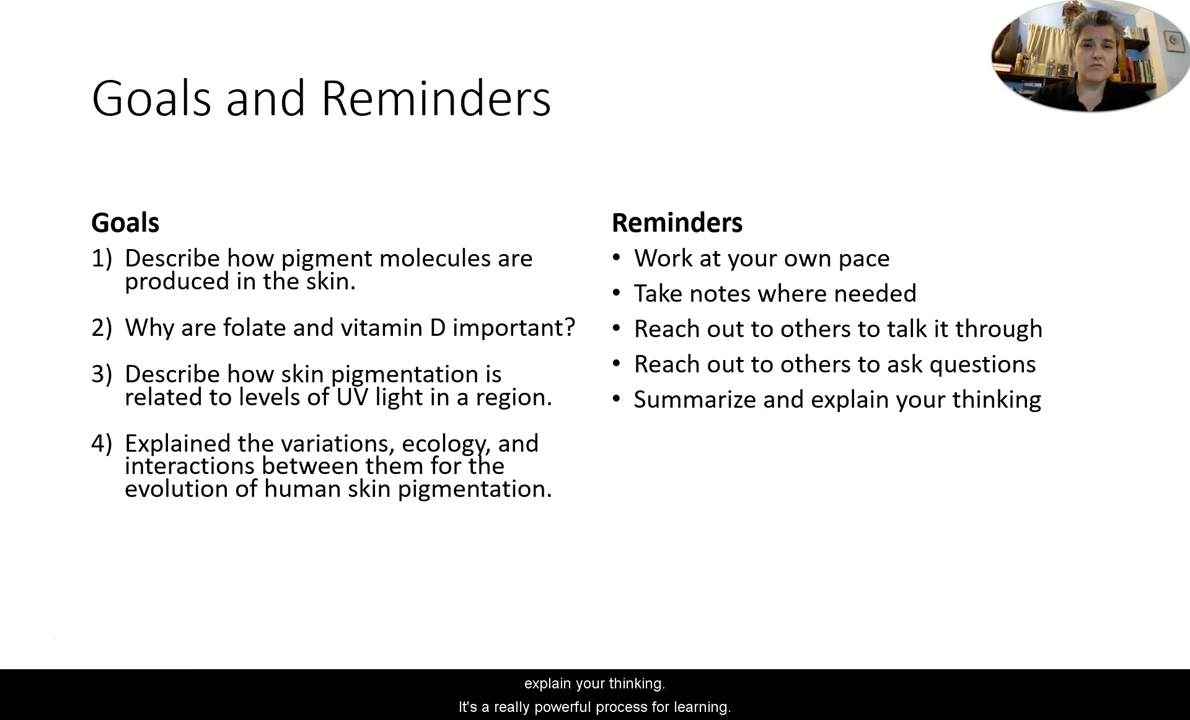 Goals and Reminders
Goals
1) Describe how pigment molecules are
produced in the skin.
2) Why are folate and vitamin D important?
3) Describe how skin pigmentation is
related to levels of UV light in a region.
4) Explained the variations, ecology, and
interactions between them for the
evolution of human skin pigmentation.
Reminders
• Work at your own pace
• Take notes where needed
• Reach out to others to talk it through
• Reach out to others to ask questions
• Summarize and explain your thinking
explain your thinking.
It's a really powerful process for learning.